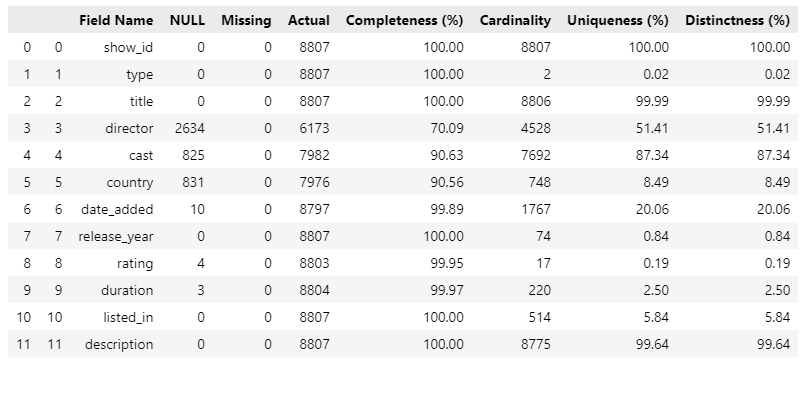 Field Name NULL Missing Actual Completeness (%) Cardinality Uniqueness (%) Distinctness (%)
0 0 show_id 0 0 8807 100.00 8807 100.00 100.00
1 1 type 0 0 8807 100.00 2 0.02 0.02
2 2 title 0 0 8807 100.00 8806 99.99 99.99
3 3 director 2634 0 6173 70.09 4528 51.41 51.41
4 4 cast 825 0 7982 90.63 7692 87.34 87.34
5 5 country 831 0 7976 90.56 748 8.49 8.49
6 6 date_added 10 0 8797 99.89 1767 20.06 20.06
7 7 release_year 0 0 8807 100.00 74 0.84 0.84
8 8 rating 4 0 8803 99.95 17 0.19 0.19
9 9 duration 3 0 8804 99.97 220 2.50 2.50
10 10 listed_in 0 0 8807 100.00 514 5.84 5.84
11 11 description 0 0 8807 100.00 8775 99.64 99.64